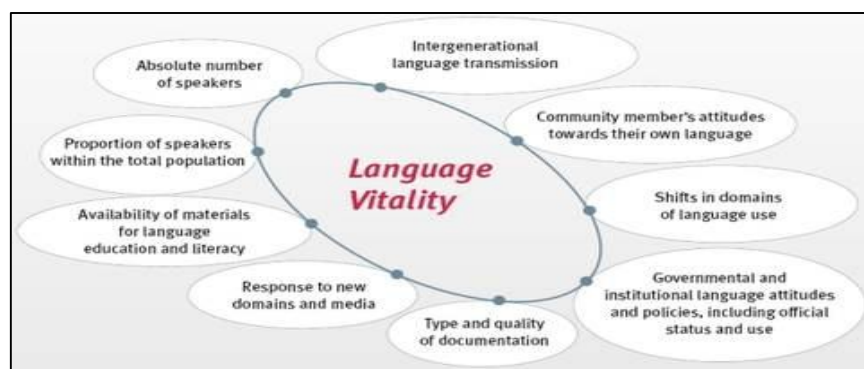 Intergenerational
language transmission
Absolute number
of speakers
Community member's attitudes
towards their own language
Proportion of speakers
within the total population
Language
Vitality
Shifts in domains
of language use
Availability of materials
for language
education and literacy
Response to new
domains and media
Governmental and
institutional language attitudes
and policies, including official
status and use
Type and quality
of documentation